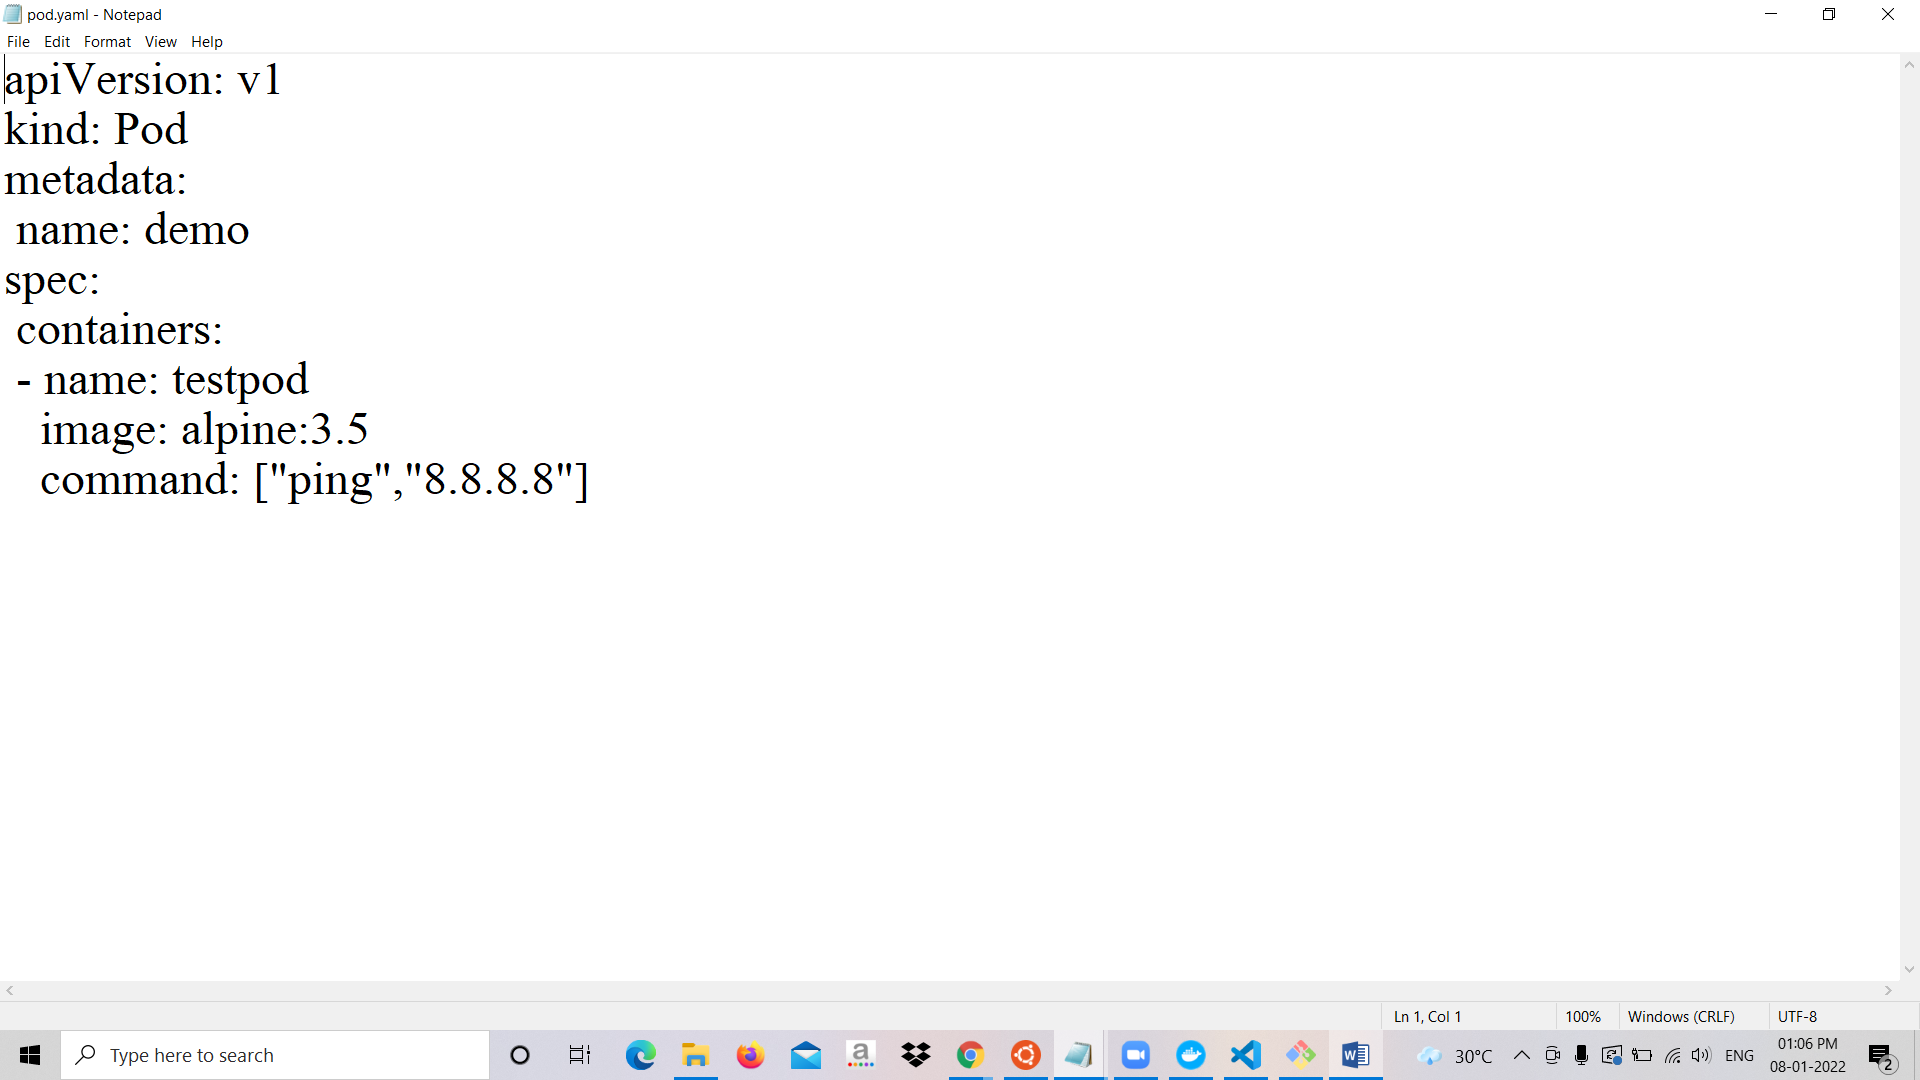 pod.yaml - Notepad
File Edit Format View Help
apiVersion: v1
kind: Pod
metadata:
 name: demo
spec:
 containers:
 - name: testpod
   image: alpine:3.5
   command: ["ping","8.8.8.8"]
Ln 1, Col 1 100% Windows (CRLF) UTF-8
Type here to search
a
W
30°C
ENG
01:06 PM
08-01-2022
2